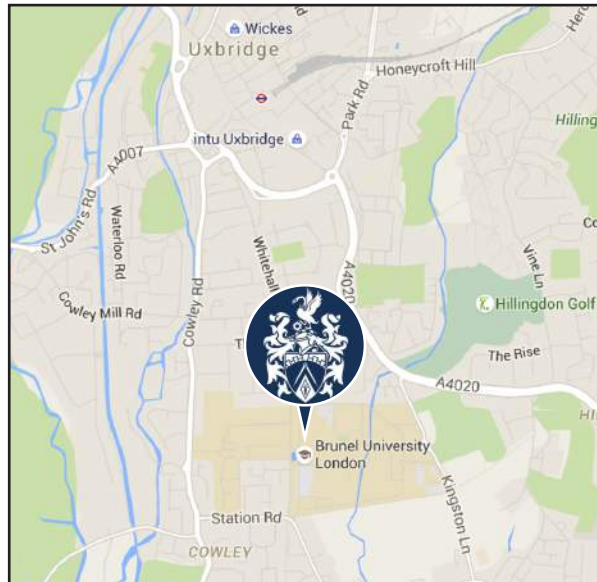 Wickes
Uxbridge
Honeycroft Hill
Park Rd
intu Uxbridge
A4007
St John's Rd
Waterloo Rd
Cowley Mill Rd
Cowley Rd
Whitehall
A4020
Vine Ln
Hillingdon Golf
The Rise
A4020
Brunel University
London
Kingston Ln
Station Rd
COWLEY